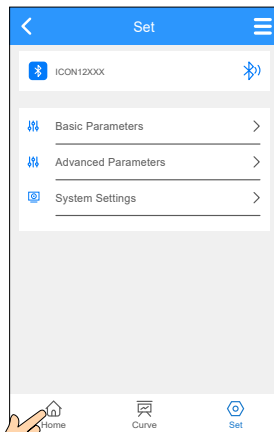 Set
ICON12XXX
Basic Parameters
Advanced Parameters
System Settings
Home
Curve
Set